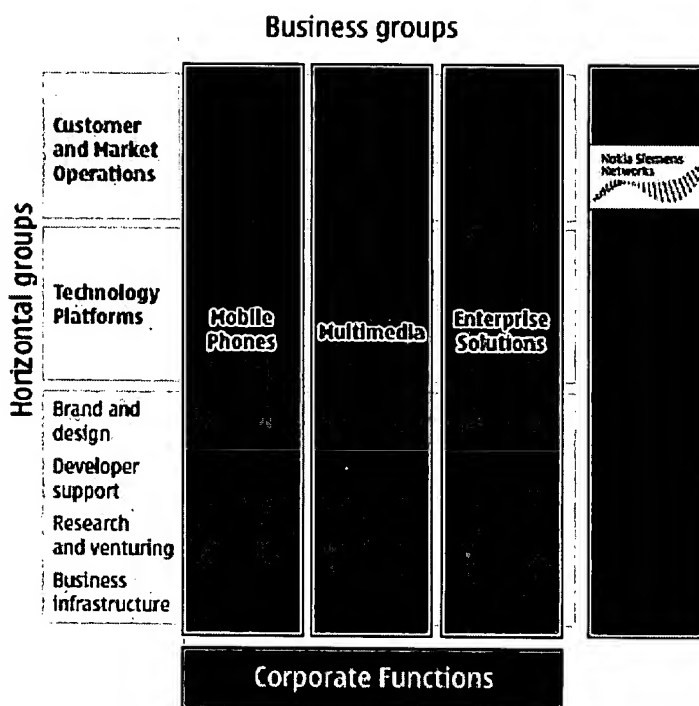 Business groups
Horizontal groups
Customer
and Market
Operations
Technology
Platforms
Brand and
design
Developer
support
Research
and venturing
Business
infrastructure
Mobile
Phones
Multimedia
Enterprise
Solutions
Nokia Siemens
Networks
Corporate Functions